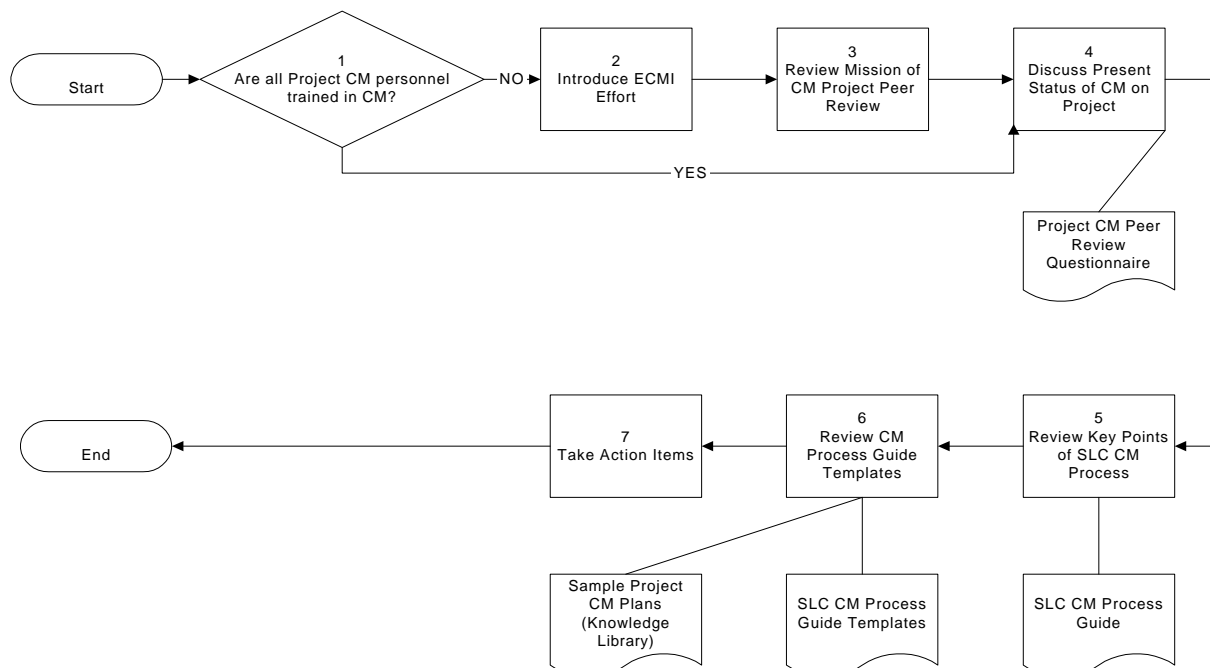 Start
1
Are all Project CM personnel
trained in CM?
NO
2
Introduce ECMI
Effort
3
Review Mission of
CM Project Peer
Review
4
Discuss Present
Status of CM on
Project
YES
Project CM Peer
Review
Questionnaire
End
7
Take Action Items
6
Review CM
Process Guide
Templates
5
Review Key Points
of SLC CM
Process
Sample Project
CM Plans
(Knowledge
Library)
SLC CM Process
Guide Templates
SLC CM Process
Guide